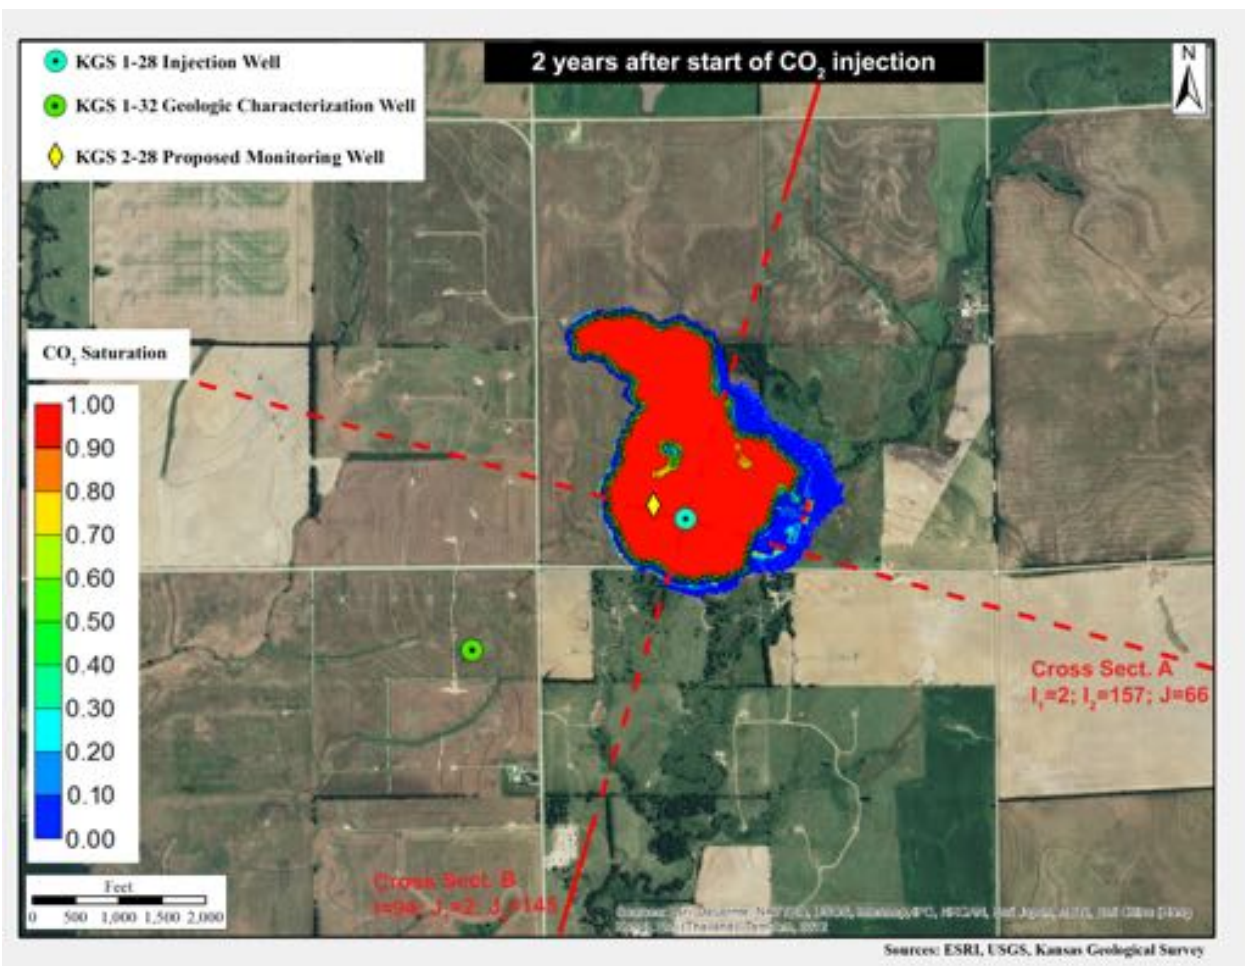 KGS 1-28 Injection Well
KGS 1-32 Geologic Characterization Well
KGS 2-28 Proposed Monitoring Well
2 years after start of CO₂ injection
N
CO₂ Saturation
1.00
0.90
0.80
0.70
0.60
0.50
0.40
0.30
0.20
0.10
0.00
Cross Sect. A
I₁=2; I₂=157; J=66
Cross Sect. B
Feet
0 500 1,000 1,500 2,000
Sources: ESRI, USGS, Kansas Geological Survey